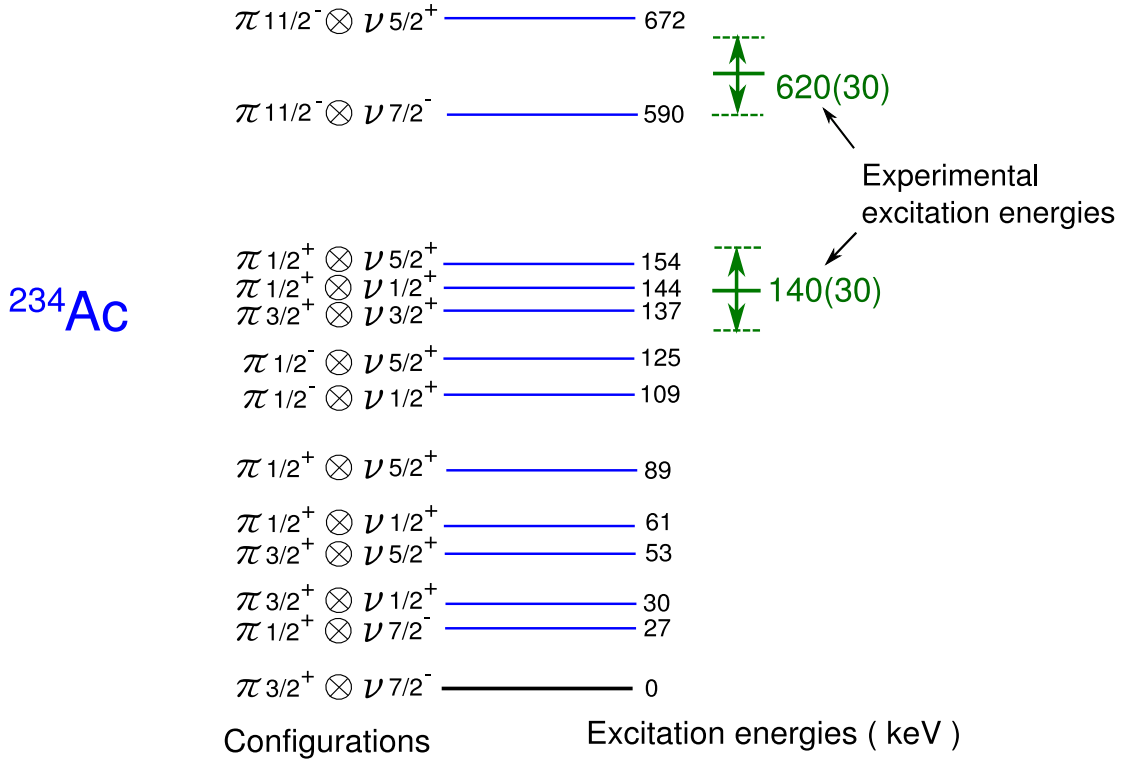 π 11/2⁻ ⊗ ν 5/2⁺ 672
620(30)
π 11/2⁻ ⊗ ν 7/2⁻ 590
Experimental
excitation energies
π 1/2⁺ ⊗ ν 5/2⁺ 154
π 1/2⁺ ⊗ ν 1/2⁺ 144
140(30)
²³⁴Ac
π 3/2⁺ ⊗ ν 3/2⁺ 137
π 1/2⁻ ⊗ ν 5/2⁺ 125
π 1/2⁻ ⊗ ν 1/2⁺ 109
π 1/2⁺ ⊗ ν 5/2⁺ 89
π 1/2⁺ ⊗ ν 1/2⁺ 61
π 3/2⁺ ⊗ ν 5/2⁺ 53
π 3/2⁺ ⊗ ν 1/2⁺ 30
π 1/2⁺ ⊗ ν 7/2⁻ 27
π 3/2⁺ ⊗ ν 7/2⁻ 0
Configurations
Excitation energies ( keV )